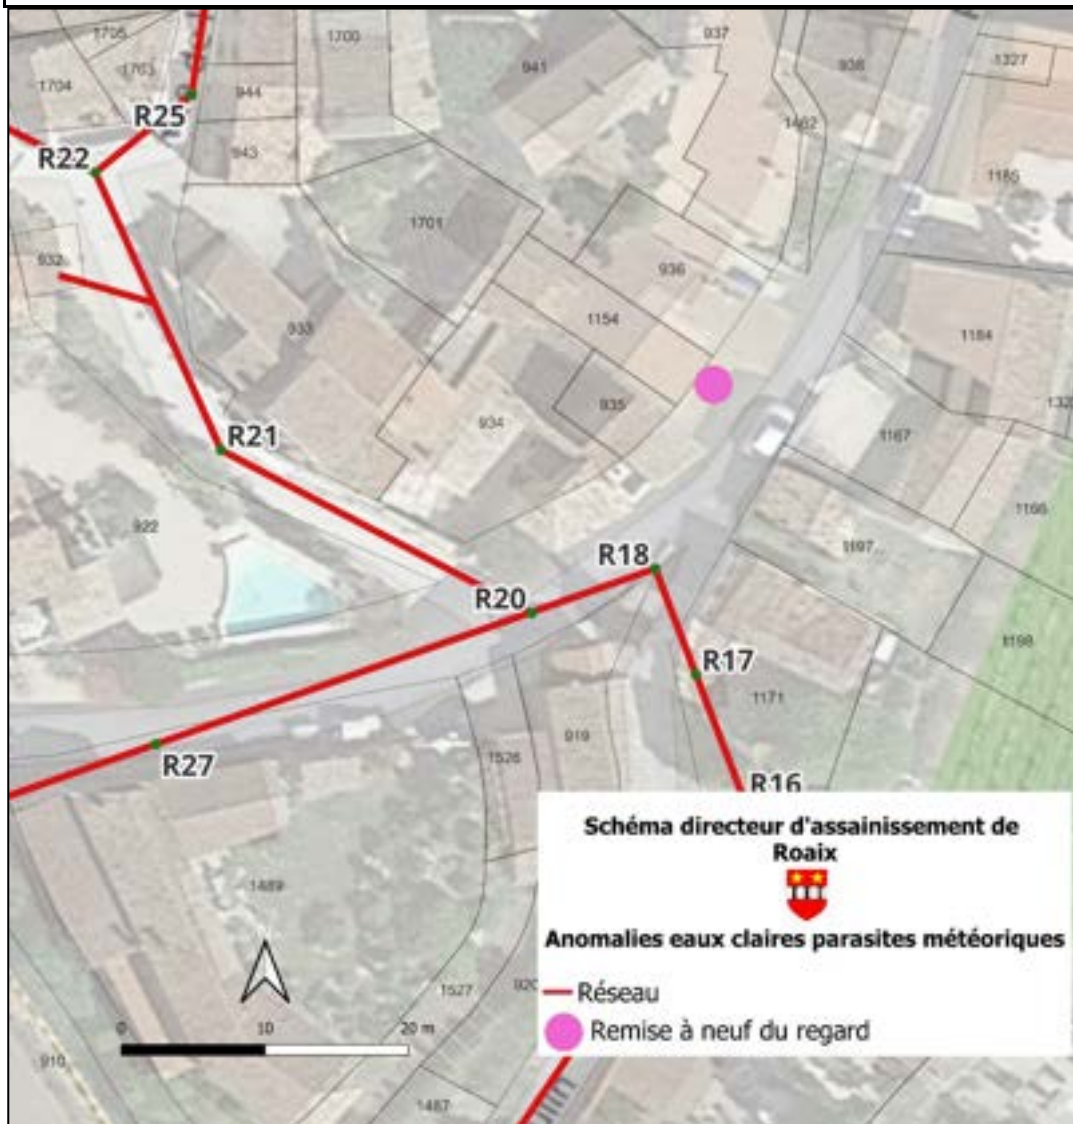 1705
1700
937
1703
941
938
1327
1704
944
R25
1462
943
R22
1185
1701
932
936
1154
933
1184
935
934
R21
1167
922
1166
1197
R18
R20
1198
R17
1171
919
1526
R27
R16
1489
1527
910
1487
Schéma directeur d'assainissement de
Roaix
Anomalies eaux claires parasites météoriques
Réseau
Remise à neuf du regard
0 10 20 m